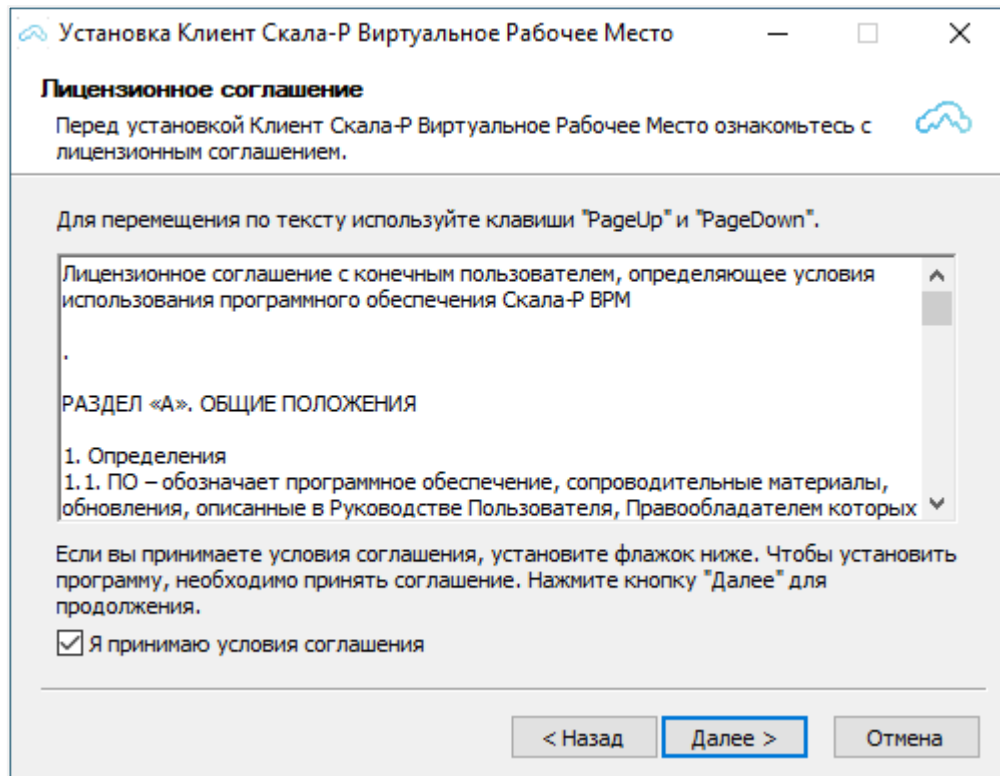 Установка Клиент Скала-Р Виртуальное Рабочее Место
Лицензионное соглашение
Перед установкой Клиент Скала-Р Виртуальное Рабочее Место ознакомьтесь с
лицензионным соглашением.
Для перемещения по тексту используйте клавиши "PageUp" и "PageDown".
Лицензионное соглашение с конечным пользователем, определяющее условия
использования программного обеспечения Скала-Р ВРМ
.
РАЗДЕЛ «А». ОБЩИЕ ПОЛОЖЕНИЯ
1. Определения
1.1. ПО – обозначает программное обеспечение, сопроводительные материалы,
обновления, описанные в Руководстве Пользователя, Правообладателем которых
Если вы принимаете условия соглашения, установите флажок ниже. Чтобы установить
программу, необходимо принять соглашение. Нажмите кнопку "Далее" для
продолжения.
Я принимаю условия соглашения
< Назад Далее > Отмена